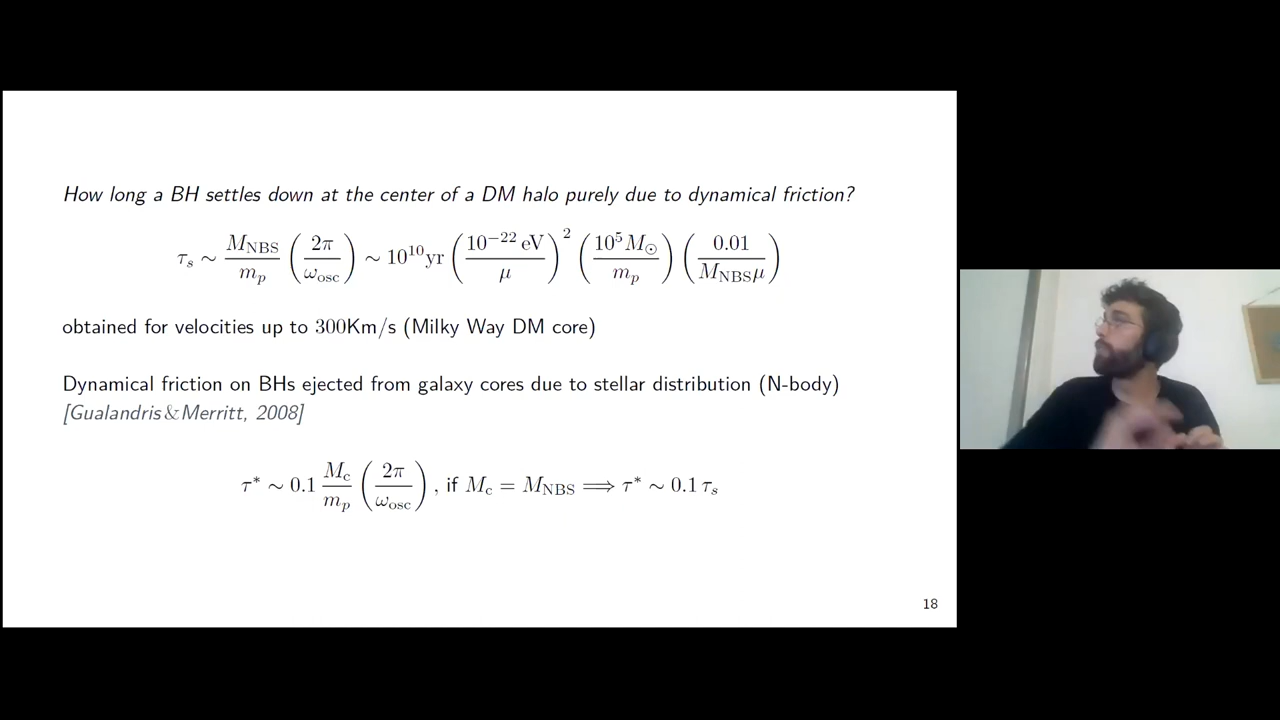 How long a BH settles down at the center of a DM halo purely due to dynamical friction?
τ_s ∼ M_NBS/m_p (2π/ω_osc) ∼ 10^10 yr (10^−22 eV/μ)^2 (10^5 M_⊙/m_p) (0.01/M_NBS μ)
obtained for velocities up to 300Km/s (Milky Way DM core)
Dynamical friction on BHs ejected from galaxy cores due to stellar distribution (N-body)
[Gualandris&Merritt, 2008]
τ* ∼ 0.1 M_c/m_p (2π/ω_osc) , if M_c = M_NBS ⟹ τ* ∼ 0.1 τ_s
18